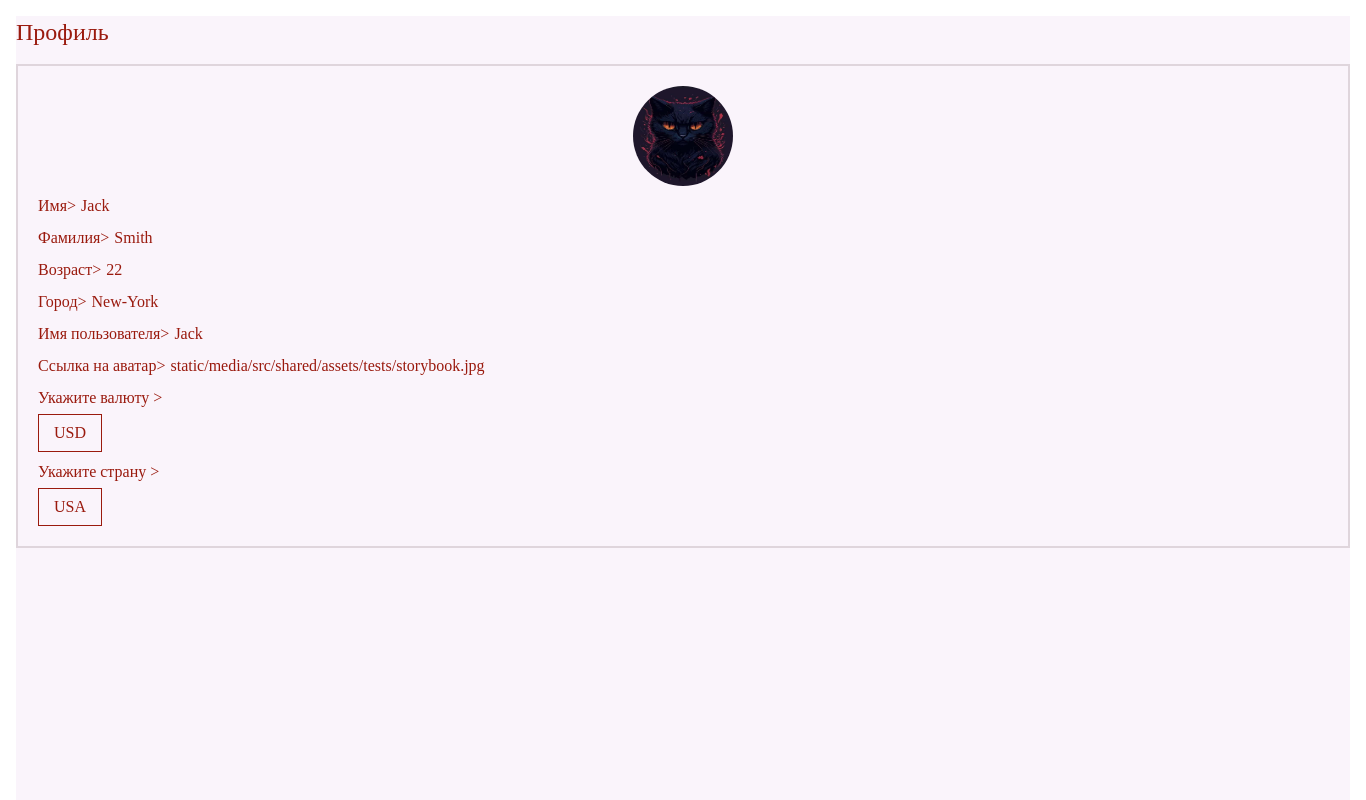 Профиль
Имя> Jack
Фамилия> Smith
Возраст> 22
Город> New-York
Имя пользователя> Jack
Ссылка на аватар> static/media/src/shared/assets/tests/storybook.jpg
Укажите валюту >
USD
Укажите страну >
USA